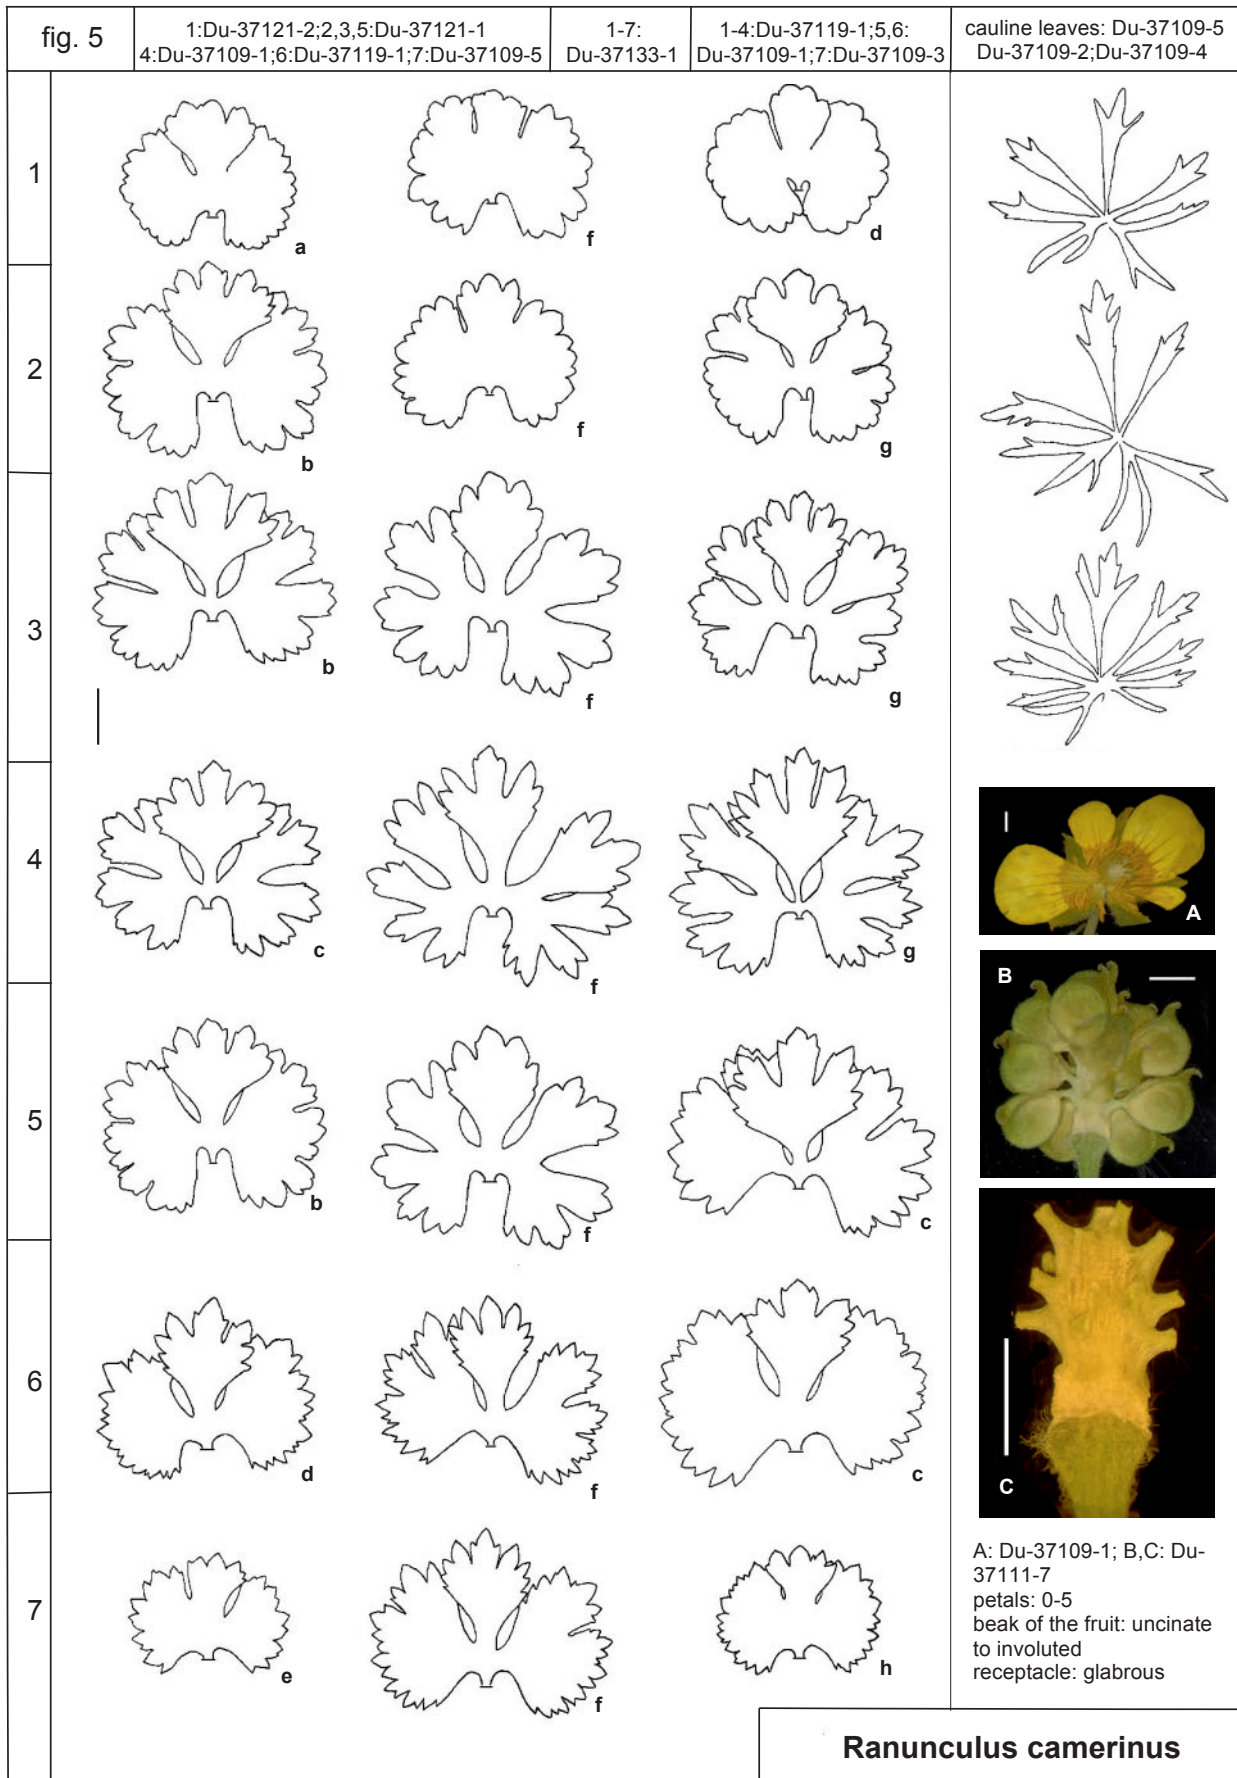 fig. 5
1:Du-37121-2;2,3,5:Du-37121-1
4:Du-37109-1;6:Du-37119-1;7:Du-37109-5
1-7:
Du-37133-1
1-4:Du-37119-1;5,6:
Du-37109-1;7:Du-37109-3
cauline leaves: Du-37109-5
Du-37109-2;Du-37109-4
1
a
f
d
2
b
f
g
3
b
f
g
4
c
f
g
5
b
f
c
6
d
f
c
7
e
f
h
A
B
C
A: Du-37109-1; B,C: Du-
37111-7
petals: 0-5
beak of the fruit: uncinate
to involuted
receptacle: glabrous
Ranunculus camerinus